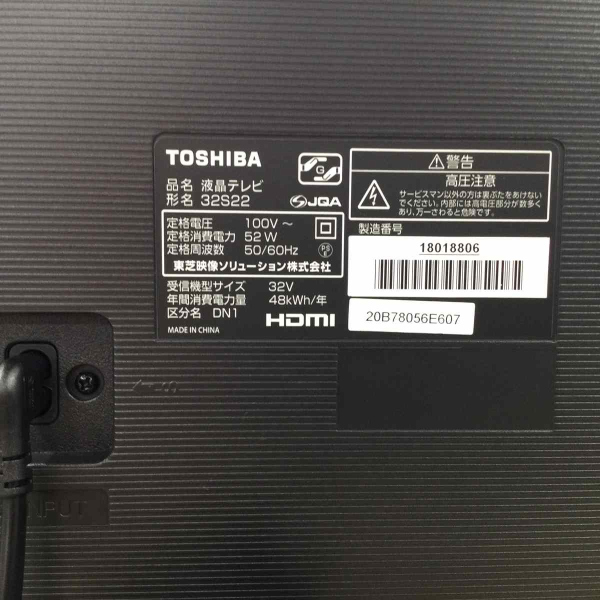 TOSHIBA
G
品名 液晶テレビ
形名 32S22
JQA
定格電圧 100V ～
定格消費電力 52 W
定格周波数 50/60Hz
PS
E
東芝映像ソリューション株式会社
受信機型サイズ 32V
年間消費電力量 48kWh/年
区分名 DN1
MADE IN CHINA
HDMI
警告
高圧注意
サービスマン以外の方は裏ぶたをあけない
でください。内部には高電圧部分が数多く
あり、万一さわると危険です。
製造番号
18018806
20B78056E607
PUT